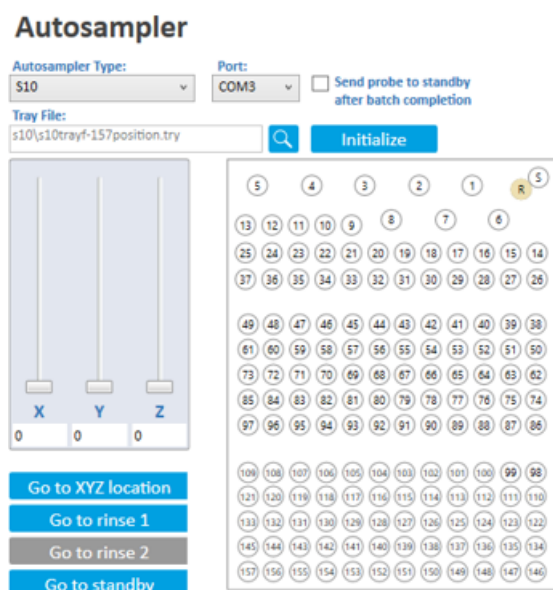 Autosampler
Autosampler Type:
Port:
S10
COM3
Send probe to standby
after batch completion
Tray File:
s10\s10trayf-157position.try
Initialize
5 4 3 2 1 R S
13 12 11 10 9 8 7 6
25 24 23 22 21 20 19 18 17 16 15 14
37 36 35 34 33 32 31 30 29 28 27 26
49 48 47 46 45 44 43 42 41 40 39 38
61 60 59 58 57 56 55 54 53 52 51 50
73 72 71 70 69 68 67 66 65 64 63 62
85 84 83 82 81 80 79 78 77 76 75 74
97 96 95 94 93 92 91 90 89 88 87 86
109 108 107 106 105 104 103 102 101 100 99 98
121 120 119 118 117 116 115 114 113 112 111 110
133 132 131 130 129 128 127 126 125 124 123 122
145 144 143 142 141 140 139 138 137 136 135 134
157 156 155 154 153 152 151 150 149 148 147 146
X Y Z
0 0 0
Go to XYZ location
Go to rinse 1
Go to rinse 2
Go to standby